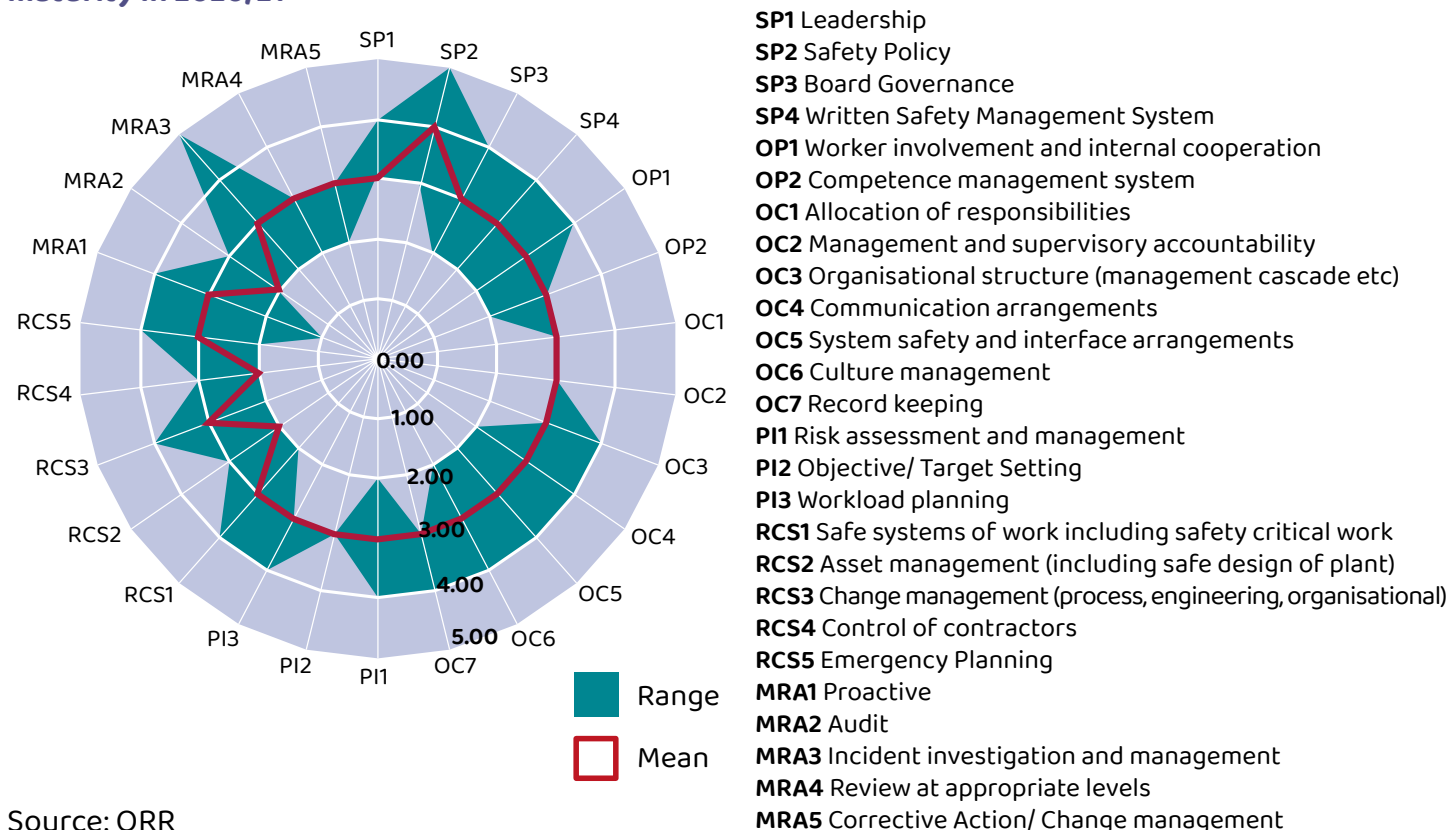 SP1 Leadership
SP2 Safety Policy
SP3 Board Governance
SP4 Written Safety Management System
OP1 Worker involvement and internal cooperation
OP2 Competence management system
OC1 Allocation of responsibilities
OC2 Management and supervisory accountability
OC3 Organisational structure (management cascade etc)
OC4 Communication arrangements
OC5 System safety and interface arrangements
OC6 Culture management
OC7 Record keeping
PI1 Risk assessment and management
PI2 Objective/ Target Setting
PI3 Workload planning
RCS1 Safe systems of work including safety critical work
RCS2 Asset management (including safe design of plant)
RCS3 Change management (process, engineering, organisational)
RCS4 Control of contractors
RCS5 Emergency Planning
MRA1 Proactive
MRA2 Audit
MRA3 Incident investigation and management
MRA4 Review at appropriate levels
MRA5 Corrective Action/ Change management
SP1
SP2
SP3
SP4
OP1
OP2
OC1
OC2
OC3
OC4
OC5
OC6
OC7
PI1
PI2
PI3
RCS1
RCS2
RCS3
RCS4
RCS5
MRA1
MRA2
MRA3
MRA4
MRA5
0.00
1.00
2.00
3.00
4.00
5.00
Range
Mean
Source: ORR